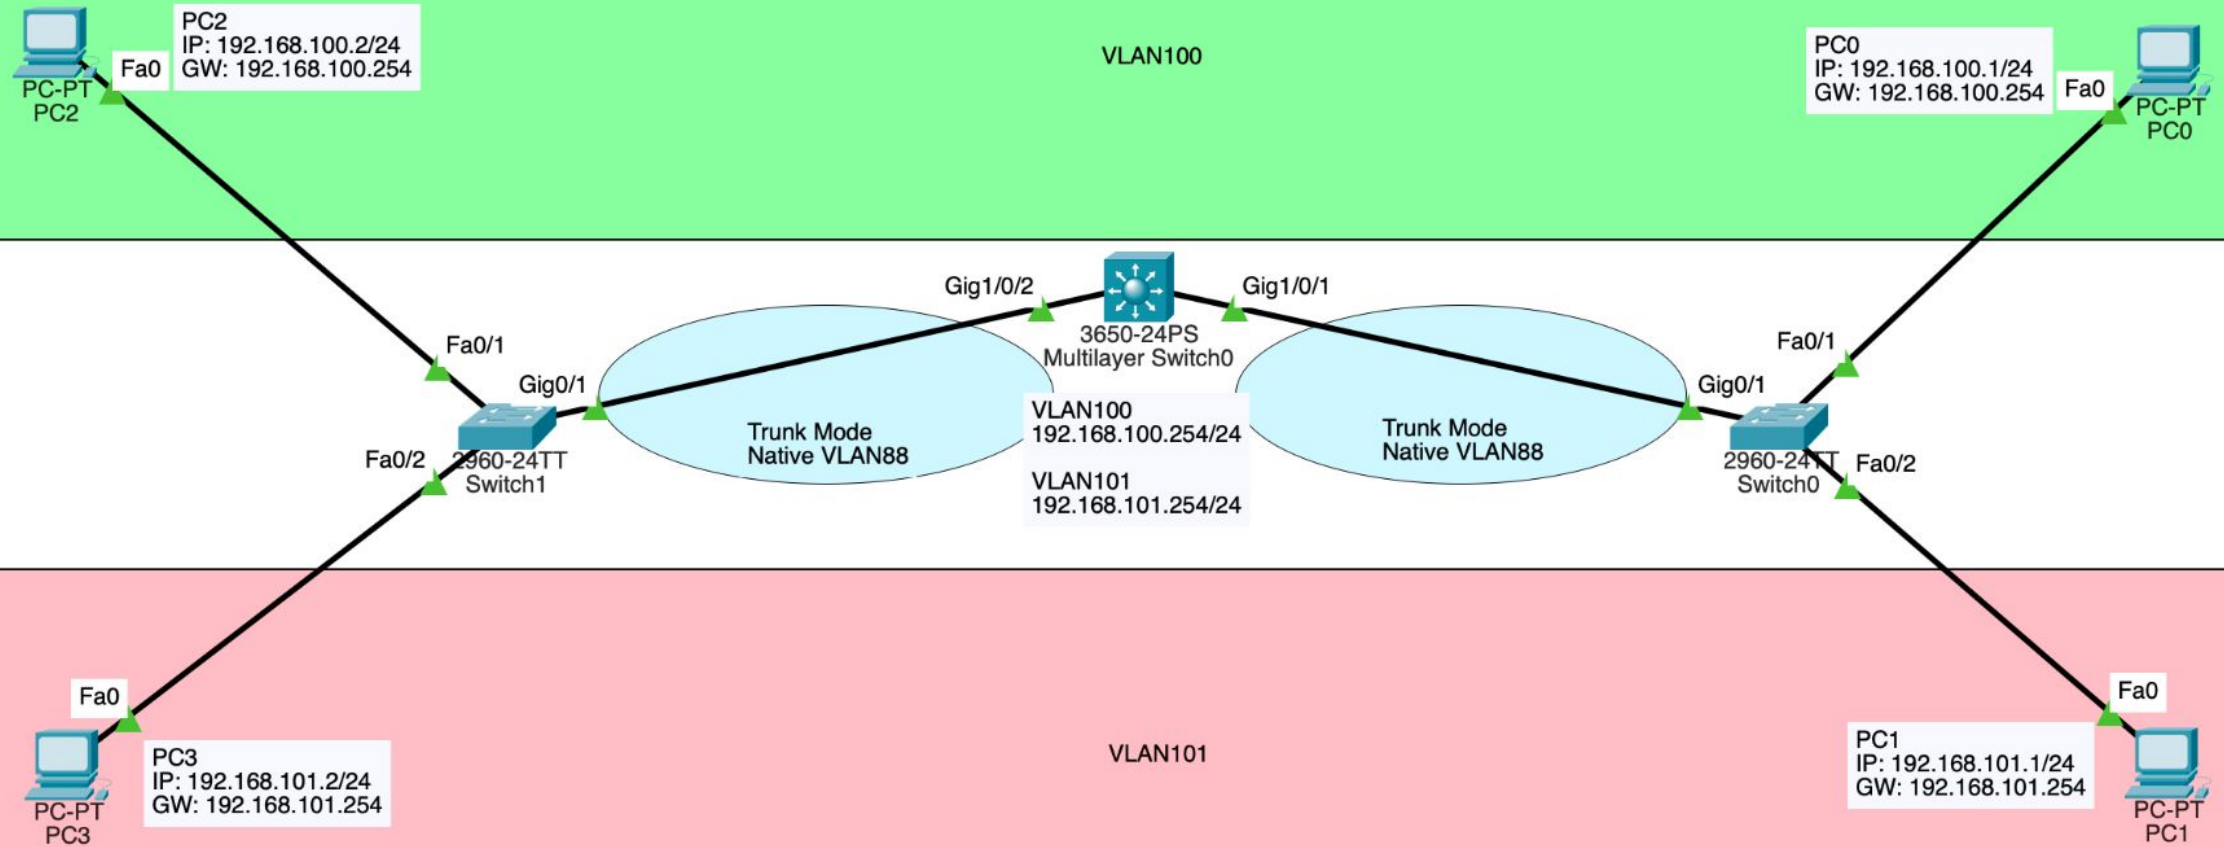 PC2
IP: 192.168.100.2/24
GW: 192.168.100.254
Fa0
PC-PT
PC2
VLAN100
PC0
IP: 192.168.100.1/24
GW: 192.168.100.254
Fa0
PC-PT
PC0
Gig1/0/2
Gig1/0/1
3650-24PS
Multilayer Switch0
Fa0/1
Gig0/1
Fa0/2
2960-24TT
Switch1
Trunk Mode
Native VLAN88
VLAN100
192.168.100.254/24
VLAN101
192.168.101.254/24
Trunk Mode
Native VLAN88
Fa0/1
Gig0/1
2960-24TT
Switch0
Fa0/2
Fa0
PC3
IP: 192.168.101.2/24
GW: 192.168.101.254
PC-PT
PC3
VLAN101
Fa0
PC1
IP: 192.168.101.1/24
GW: 192.168.101.254
PC-PT
PC1